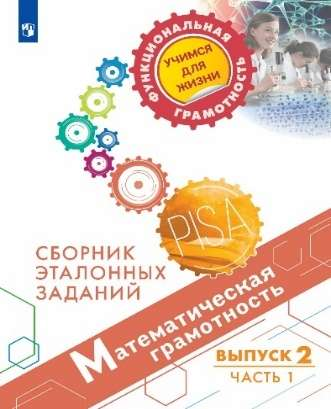 ФУНКЦИОНАЛЬНАЯ
УЧИМСЯ ДЛЯ
ЖИЗНИ
ГРАМОТНОСТЬ
PISA
СБОРНИК
ЭТАЛОННЫХ
ЗАДАНИЙ
Математическая
грамотность
ВЫПУСК 2
ЧАСТЬ 1